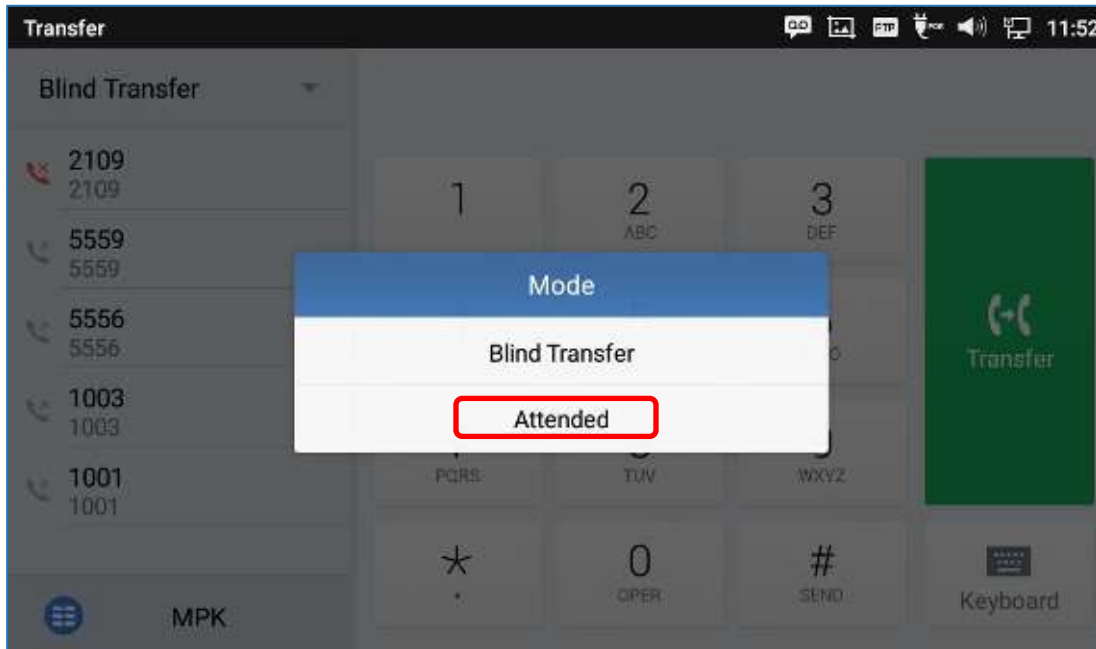 Transfer
FTP
11:52
Blind Transfer
2109
2109
5559
5559
5556
5556
1003
1003
1001
1001
MPK
1
2
ABC
3
DEF
Mode
Blind Transfer
Attended
PQRS
TUV
WXYZ
Transfer
*
0
OPER
#
SEND
Keyboard